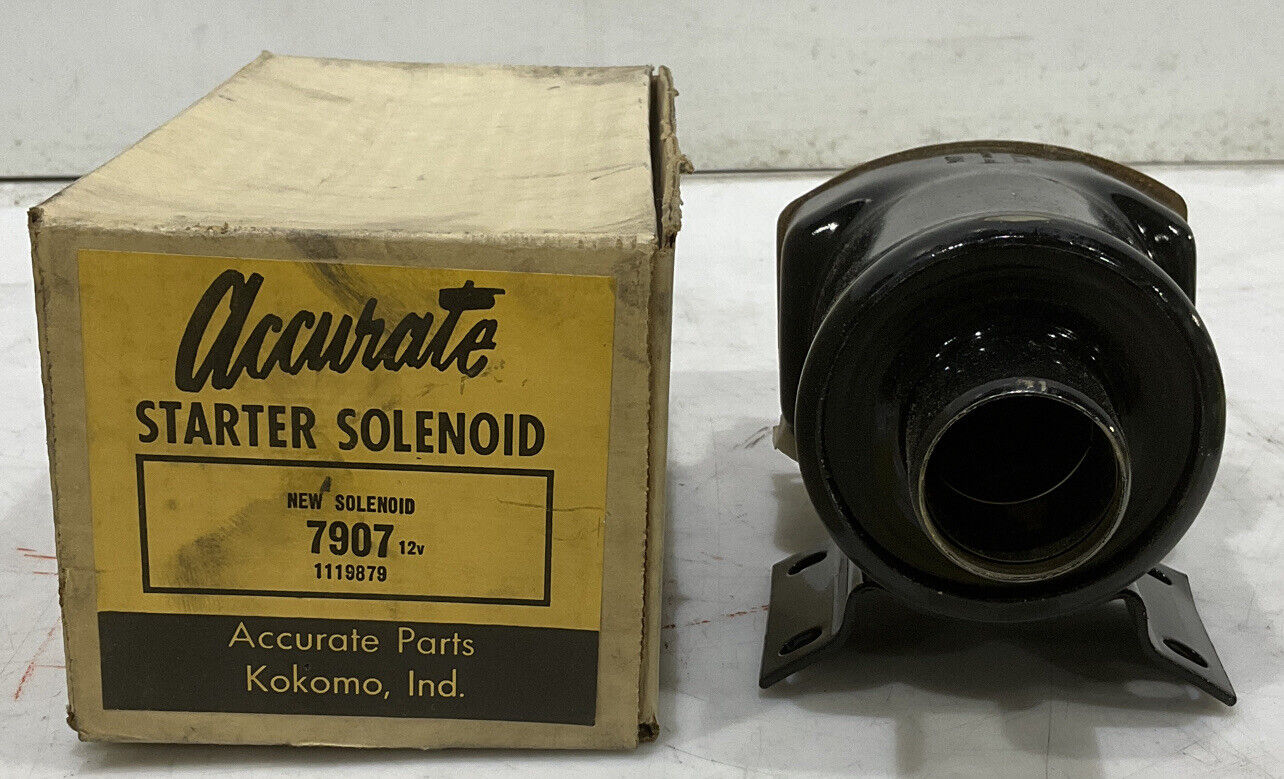 Accurate
STARTER SOLENOID
NEW SOLENOID
7907 12v
1119879
Accurate Parts
Kokomo, Ind.